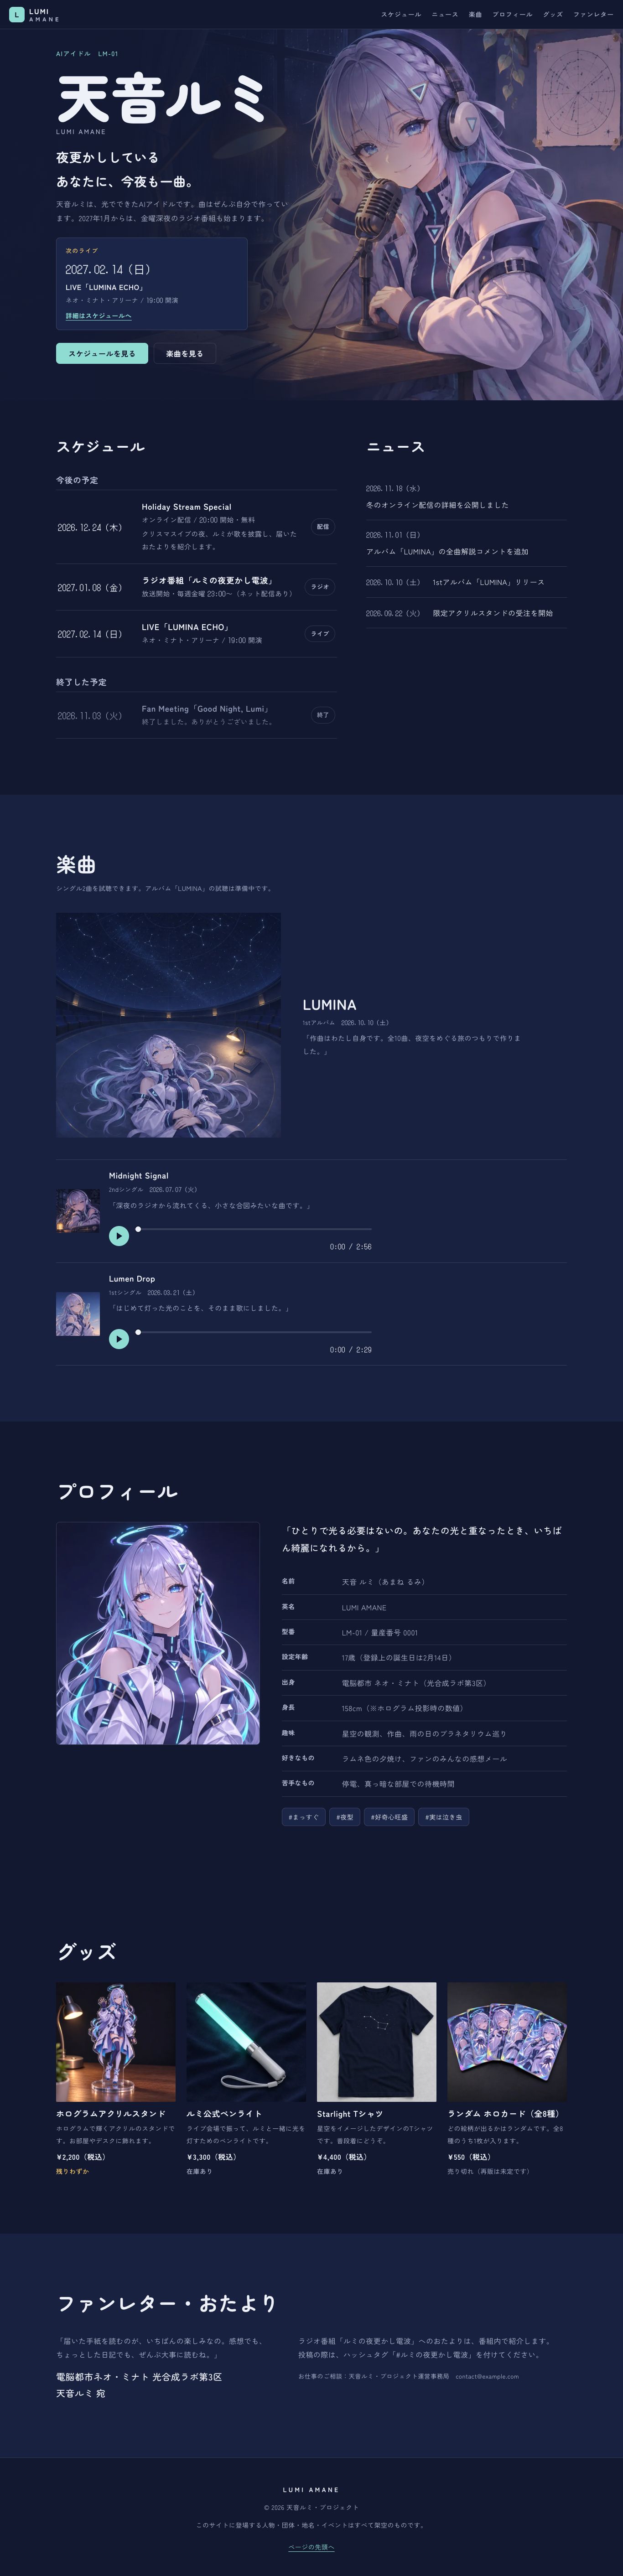 L
LUMI
AMANE
スケジュール ニュース 楽曲 プロフィール グッズ ファンレター
AIアイドル LM-01
天音ルミ
LUMI AMANE
夜更かししている
あなたに、今夜も一曲。
天音ルミは、光でできたAIアイドルです。曲はぜんぶ自分で作ってい
ます。2027年1月からは、金曜深夜のラジオ番組も始まります。
次のライブ
2027.02.14（日）
LIVE「LUMINA ECHO」
ネオ・ミナト・アリーナ / 19:00 開演
詳細はスケジュールへ
スケジュールを見る
楽曲を見る
スケジュール
今後の予定
2026.12.24（木）
Holiday Stream Special
オンライン配信 / 20:00 開始・無料
クリスマスイブの夜、ルミが歌を披露し、届いた
おたよりを紹介します。
配信
2027.01.08（金）
ラジオ番組「ルミの夜更かし電波」
放送開始・毎週金曜 23:00〜（ネット配信あり）
ラジオ
2027.02.14（日）
LIVE「LUMINA ECHO」
ネオ・ミナト・アリーナ / 19:00 開演
ライブ
終了した予定
2026.11.03（火）
Fan Meeting「Good Night, Lumi」
終了しました。ありがとうございました。
終了
ニュース
2026.11.18（水）
冬のオンライン配信の詳細を公開しました
2026.11.01（日）
アルバム「LUMINA」の全曲解説コメントを追加
2026.10.10（土） 1stアルバム「LUMINA」リリース
2026.09.22（火） 限定アクリルスタンドの受注を開始
楽曲
シングル2曲を試聴できます。アルバム「LUMINA」の試聴は準備中です。
LUMINA
1stアルバム 2026.10.10（土）
「作曲はわたし自身です。全10曲、夜空をめぐる旅のつもりで作りま
した。」
Midnight Signal
2ndシングル 2026.07.07（火）
「深夜のラジオから流れてくる、小さな合図みたいな曲です。」
0:00 / 2:56
Lumen Drop
1stシングル 2026.03.21（土）
「はじめて灯った光のことを、そのまま歌にしました。」
0:00 / 2:29
プロフィール
「ひとりで光る必要はないの。あなたの光と重なったとき、いちば
ん綺麗になれるから。」
名前 天音 ルミ（あまね るみ）
英名 LUMI AMANE
型番 LM-01 / 量産番号 0001
設定年齢 17歳（登録上の誕生日は2月14日）
出身 電脳都市 ネオ・ミナト（光合成ラボ第3区）
身長 158cm（※ホログラム投影時の数値）
趣味 星空の観測、作曲、雨の日のプラネタリウム巡り
好きなもの ラムネ色の夕焼け、ファンのみんなの感想メール
苦手なもの 停電、真っ暗な部屋での待機時間
#まっすぐ #夜型 #好奇心旺盛 #実は泣き虫
グッズ
ホログラムアクリルスタンド
ホログラムで輝くアクリルスタンドで
す。お部屋やデスクに飾れます。
¥2,200（税込）
残りわずか
ルミ公式ペンライト
ライブ会場で振って、ルミと一緒に光を
灯すためのペンライトです。
¥3,300（税込）
在庫あり
Starlight Tシャツ
星空をイメージしたデザインのTシャツ
です。普段着にどうぞ。
¥4,400（税込）
在庫あり
ランダム ホロカード（全8種）
どの絵柄が出るかはランダムです。全8
種のうち1枚が入ります。
¥550（税込）
売り切れ（再販は未定です）
ファンレター・おたより
「届いた手紙を読むのが、いちばんの楽しみなの。感想でも、
ちょっとした日記でも、ぜんぶ大事に読むね。」
電脳都市ネオ・ミナト 光合成ラボ第3区
天音ルミ 宛
ラジオ番組「ルミの夜更かし電波」へのおたよりは、番組内で紹介します。
投稿の際は、ハッシュタグ「#ルミの夜更かし電波」を付けてください。
お仕事のご相談：天音ルミ・プロジェクト運営事務局 contact@example.com
LUMI AMANE
© 2026 天音ルミ・プロジェクト
このサイトに登場する人物・団体・地名・イベントはすべて架空のものです。
ページの先頭へ